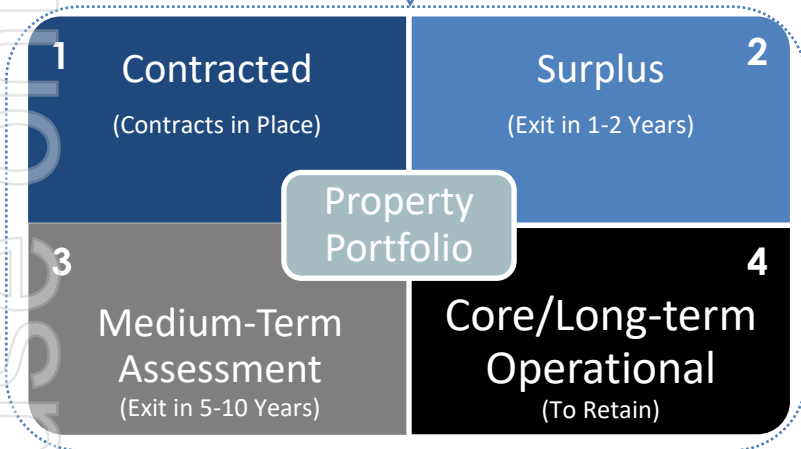 1
Contracted
(Contracts in Place)
2
Surplus
(Exit in 1-2 Years)
Property
Portfolio
3
Medium-Term
Assessment
(Exit in 5-10 Years)
4
Core/Long-term
Operational
(To Retain)